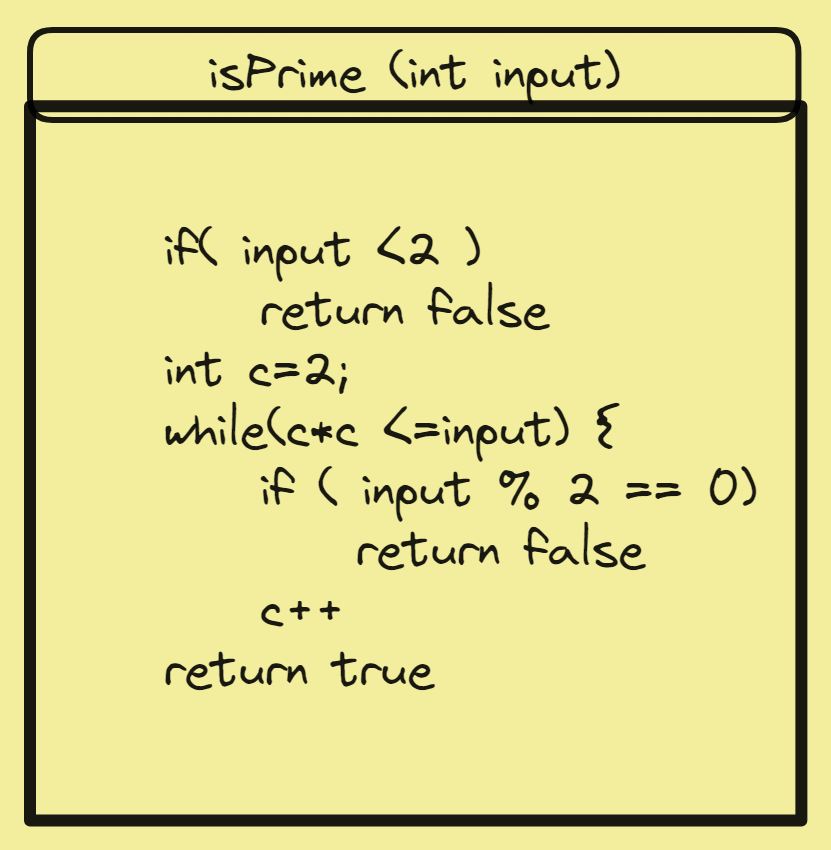 isPrime (int input)
if( input <2 )
return false
int c=2;
while(c*c <=input) {
if ( input % 2 == 0)
return false
c++
return true